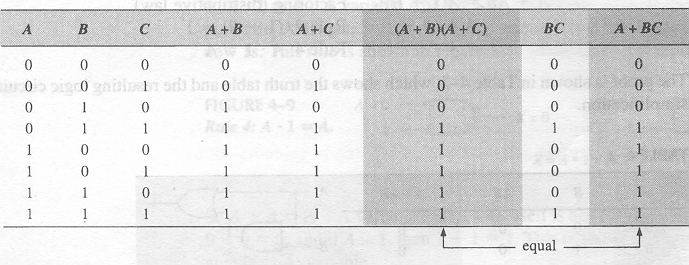 A B C A + B A + C (A + B)(A + C) BC A + BC
0 0 0 0 0 0 0 0
0 0 1 0 1 0 0 0
0 1 0 1 0 0 0 0
0 1 1 1 1 1 1 1
1 0 0 1 1 1 0 1
1 0 1 1 1 1 0 1
1 1 0 1 1 1 0 1
1 1 1 1 1 1 1 1
equal